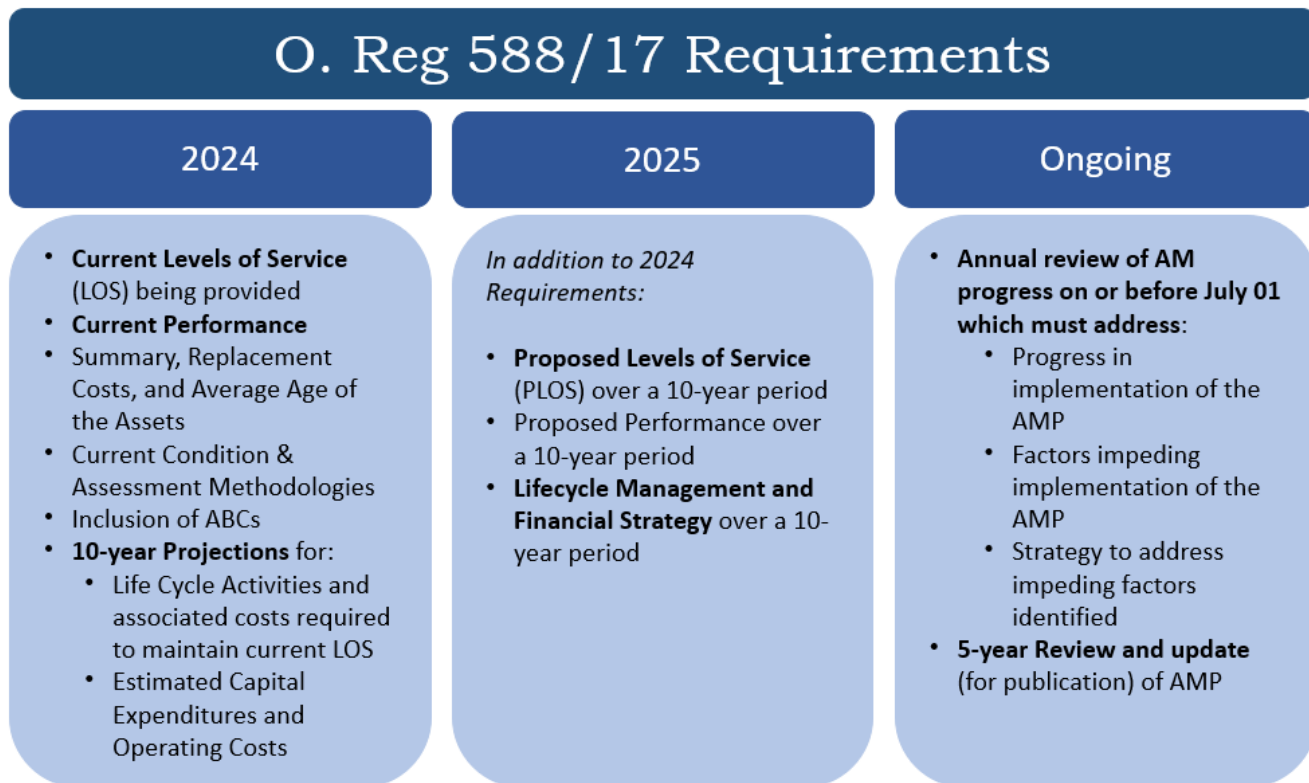 O. Reg 588/17 Requirements
2024
• Current Levels of Service
(LOS) being provided
• Current Performance
• Summary, Replacement
Costs, and Average Age of
the Assets
• Current Condition &
Assessment Methodologies
• Inclusion of ABCs
• 10-year Projections for:
• Life Cycle Activities and
associated costs required
to maintain current LOS
• Estimated Capital
Expenditures and
Operating Costs
2025
In addition to 2024
Requirements:
• Proposed Levels of Service
(PLOS) over a 10-year period
• Proposed Performance over
a 10-year period
• Lifecycle Management and
Financial Strategy over a 10-
year period
Ongoing
• Annual review of AM
progress on or before July 01
which must address:
• Progress in
implementation of the
AMP
• Factors impeding
implementation of the
AMP
• Strategy to address
impeding factors
identified
• 5-year Review and update
(for publication) of AMP